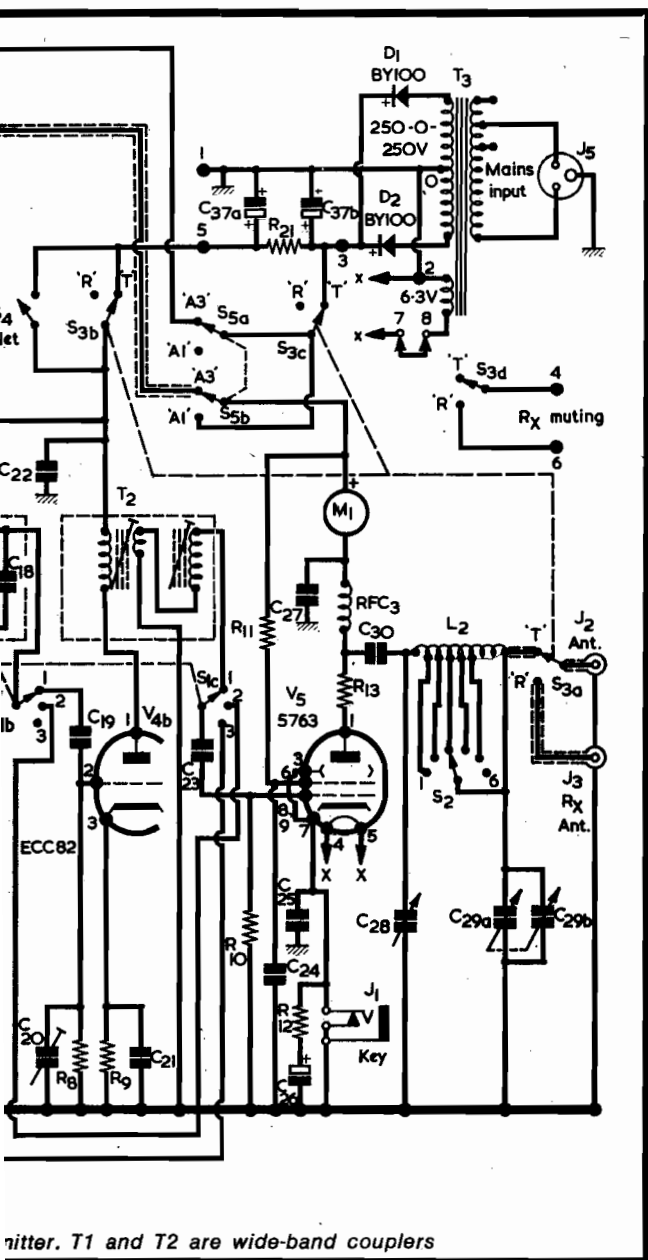 D1
BY100
T3
250-0-
250V
J5
1
Mains
input
'O
C37a
C37b
D2
BY100
R21
5
3
x
2
6·3V
'R'
'T'
'R'
'T'
'A3'
S5a
7
8
x
S3b
S3c
'A1'
'A3'
'T'
S3d
4
'A1'
S5b
'R'
Rx muting
6
C22
T2
M1
C18
R11
C27
RFC3
C30
L2
'T'
J2
Ant.
S1c
1
2
3
1
2
3
C19
V4b
1
R13
'R'
S3a
V5
5763
1
C23
J3
Rx
Ant.
2
3
6
8
9
7
4
5
1
6
S2
3
ECC82
X
X
C25
C28
C29a
C29b
R10
C24
J1
V
Key
C20
R8
R9
C21
R12
C26
T1 and T2 are wide-band couplers